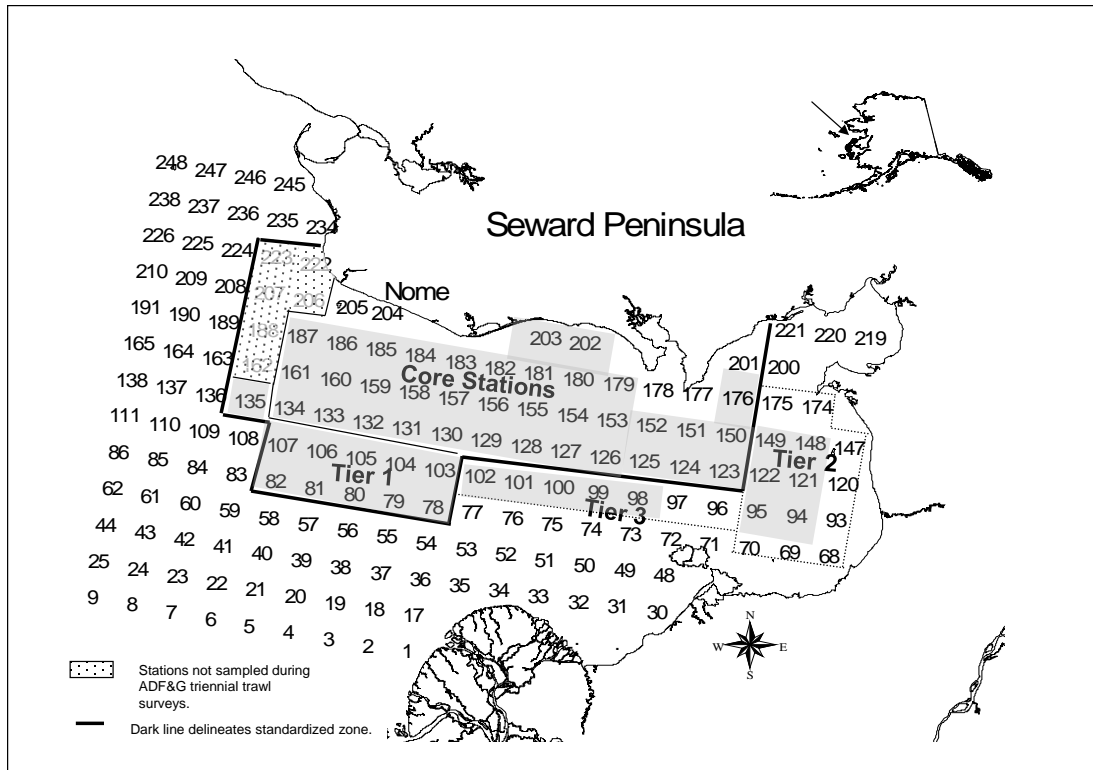 248 247 246 245
238 237 236 235 234
Seward Peninsula
226 225 224 223 222
210 209 208 207 206 205 204 Nome
191 190 189 188 187 186 185 184 183 182 181 180 179 203 202 178 177 176 201 200 221 220 219
165 164 163 162 161 160 159 158 157 156 155 154 153 152 151 150 149 148 147 175 174
Core Stations
138 137 136 135 134 133 132 131 130 129 128 127 126 125 124 123 122 121 120
Tier 2
111 110 109 108 107 106 105 104 103 102 101 100 99 98 97 96 95 94 93
Tier 1
Tier 3
86 85 84 83 82 81 80 79 78 77 76 75 74 73 72 71 70 69 68
62 61 60 59 58 57 56 55 54 53 52 51 50 49 48
44 43 42 41 40 39 38 37 36 35 34 33 32 31 30
25 24 23 22 21 20 19 18 17
9 8 7 6 5 4 3 2 1
N
W E
S
Stations not sampled during
ADF&G triennial trawl
surveys.
Dark line delineates standardized zone.